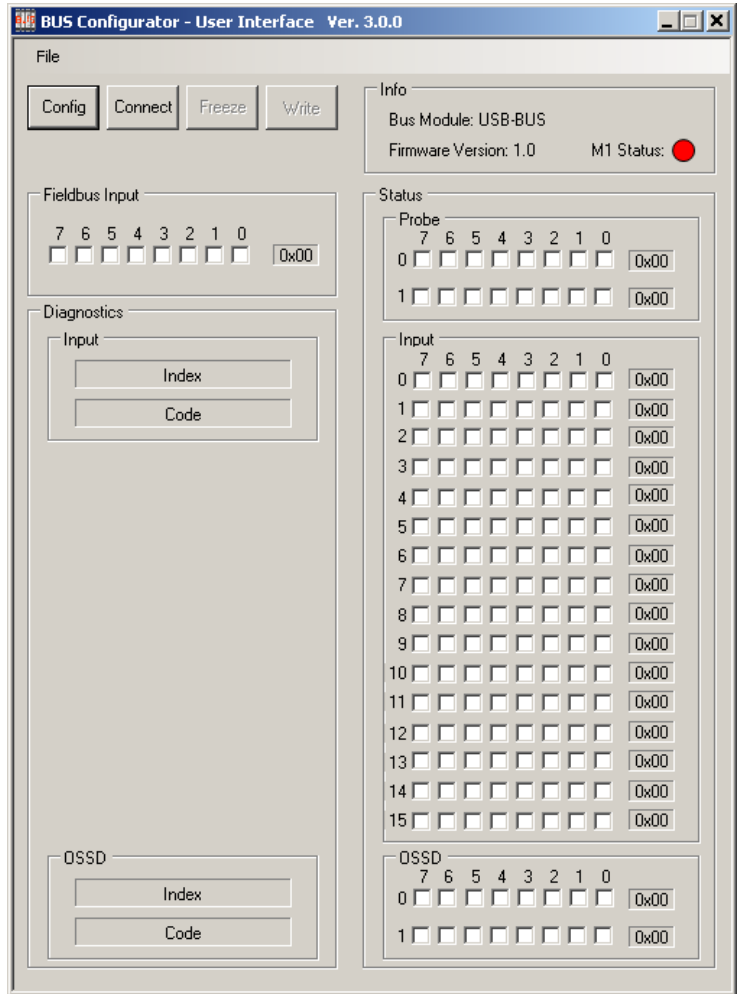 BUS Configurator - User Interface Ver. 3.0.0
File
Config Connect Freeze Write
Info
Bus Module: USB-BUS
Firmware Version: 1.0 M1 Status:
Fieldbus Input
7 6 5 4 3 2 1 0
0x00
Diagnostics
Input
Index
Code
OSSD
Index
Code
Status
Probe
7 6 5 4 3 2 1 0
0 0x00
1 0x00
Input
7 6 5 4 3 2 1 0
0 0x00
1 0x00
2 0x00
3 0x00
4 0x00
5 0x00
6 0x00
7 0x00
8 0x00
9 0x00
10 0x00
11 0x00
12 0x00
13 0x00
14 0x00
15 0x00
OSSD
7 6 5 4 3 2 1 0
0 0x00
1 0x00